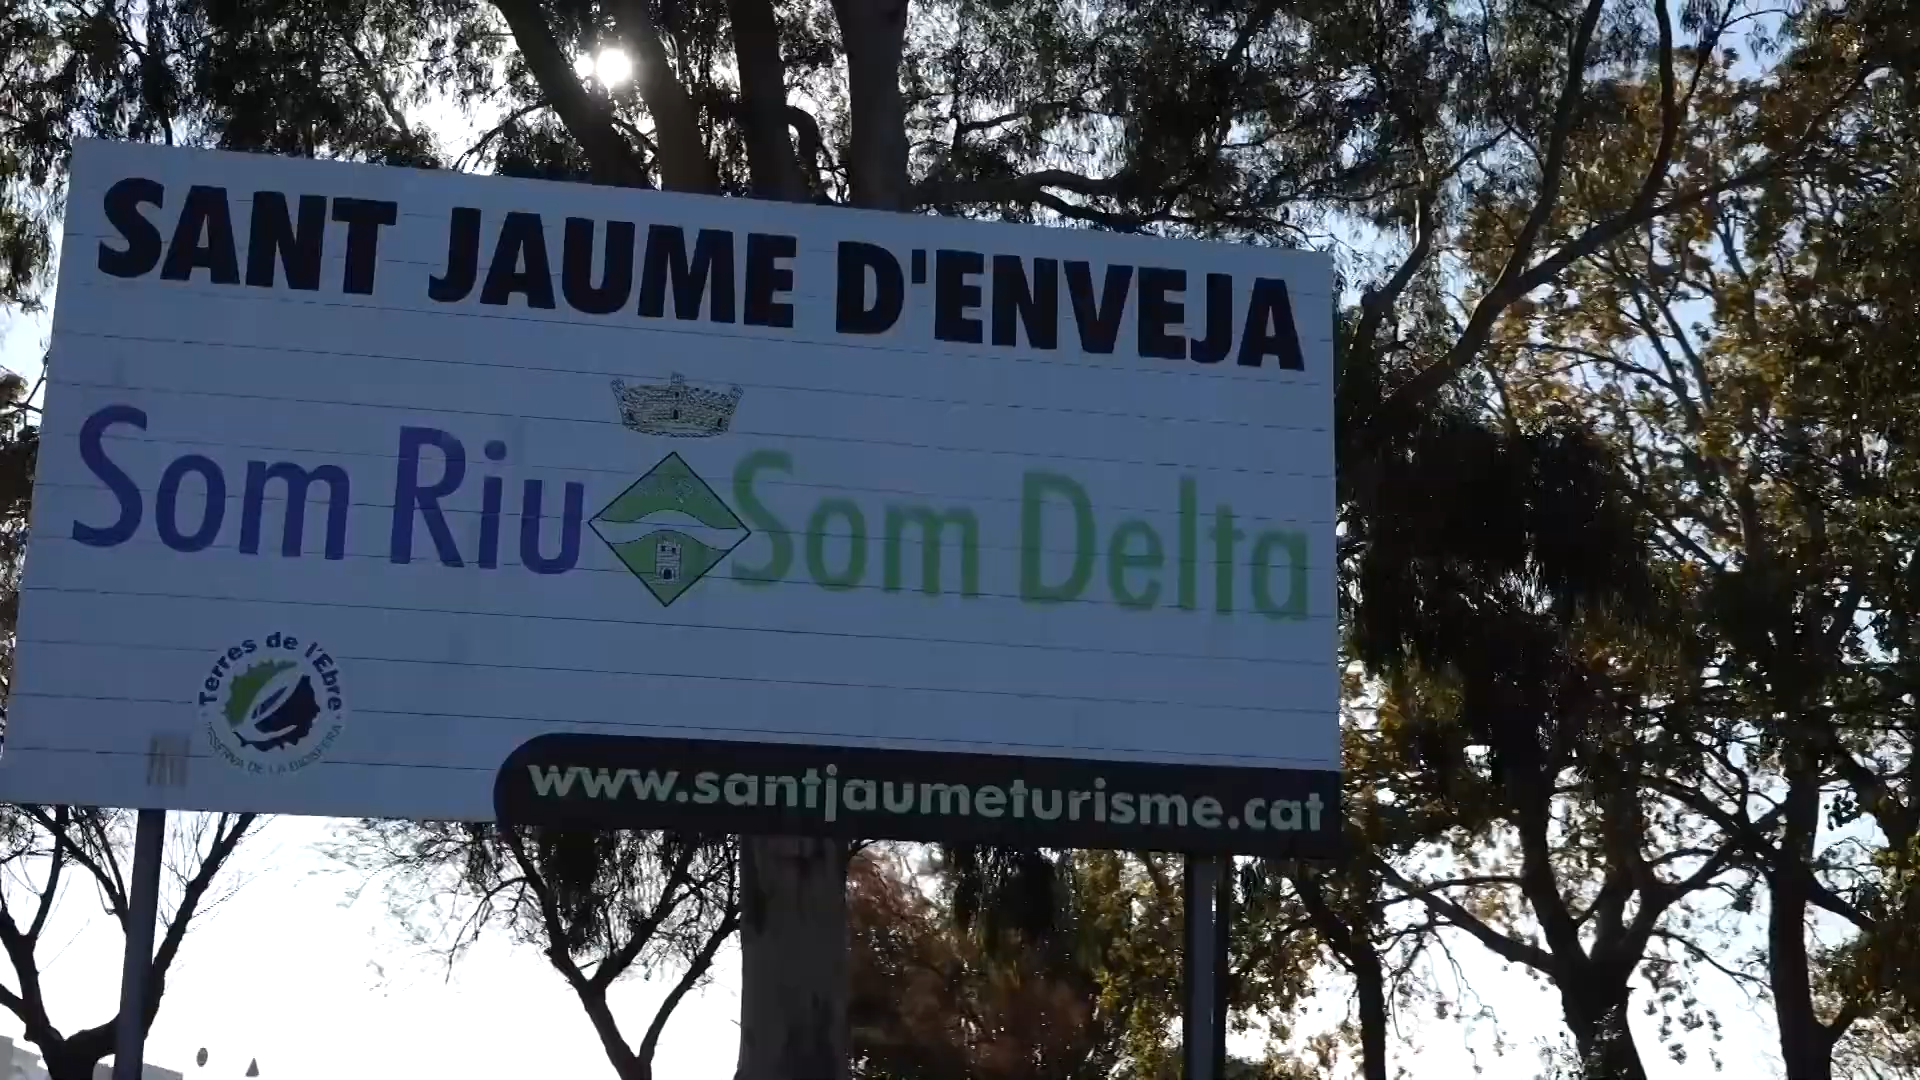 SANT JAUME D'ENVEJA
Som Riu Som Delta
Terres de l'Ebre
RESERVA DE LA BIOSFERA
www.santjaumeturisme.cat